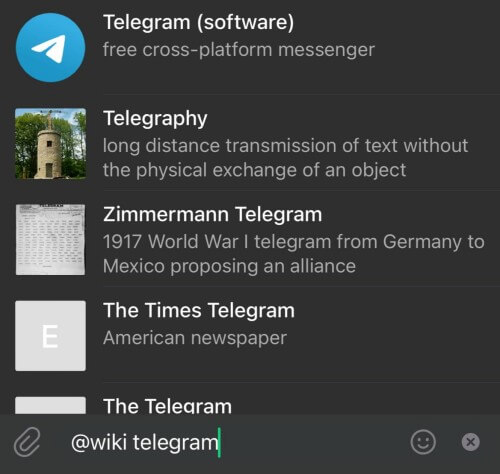 Telegram (software)
free cross-platform messenger
Telegraphy
long distance transmission of text without
the physical exchange of an object
Zimmermann Telegram
1917 World War I telegram from Germany to
Mexico proposing an alliance
E
The Times Telegram
American newspaper
The Telegram
@wiki telegram